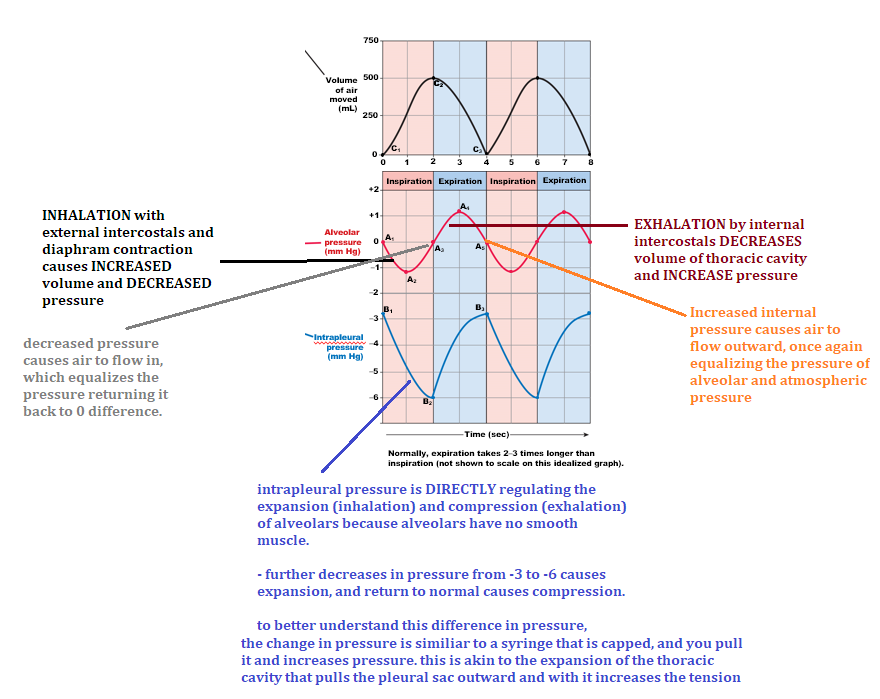 750
500
250
0
Volume
of air
moved
(mL)
C₁
C₂
C₃
0 1 2 3 4 5 6 7 8
Inspiration Expiration Inspiration Expiration
+2
+1
0
-1
-2
-3
-4
-5
-6
Alveolar
pressure
(mm Hg)
A₁
A₂
A₃
A₄
A₅
Intrapleural
pressure
(mm Hg)
B₁
B₂
B₃
Time (sec)
Normally, expiration takes 2–3 times longer than
inspiration (not shown to scale on this idealized graph).
INHALATION with
external intercostals and
diaphram contraction
causes INCREASED
volume and DECREASED
pressure
decreased pressure
causes air to flow in,
which equalizes the
pressure returning it
back to 0 difference.
EXHALATION by internal
intercostals DECREASES
volume of thoracic cavity
and INCREASE pressure
Increased internal
pressure causes air to
flow outward, once again
equalizing the pressure of
alveolar and atmospheric
pressure
intrapleural pressure is DIRECTLY regulating the
expansion (inhalation) and compression (exhalation)
of alveolars because alveolars have no smooth
muscle.
- further decreases in pressure from -3 to -6 causes
expansion, and return to normal causes compression.
to better understand this difference in pressure,
the change in pressure is similiar to a syringe that is capped, and you pull
it and increases pressure. this is akin to the expansion of the thoracic
cavity that pulls the pleural sac outward and with it increases the tension